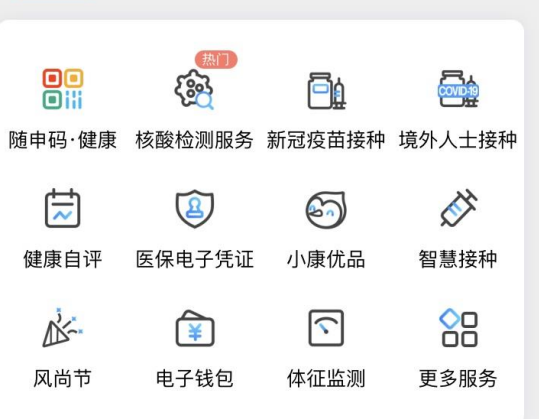 热门
随申码·健康
核酸检测服务
新冠疫苗接种
COVID-19
境外人士接种
健康自评
医保电子凭证
小康优品
智慧接种
风尚节
电子钱包
体征监测
更多服务